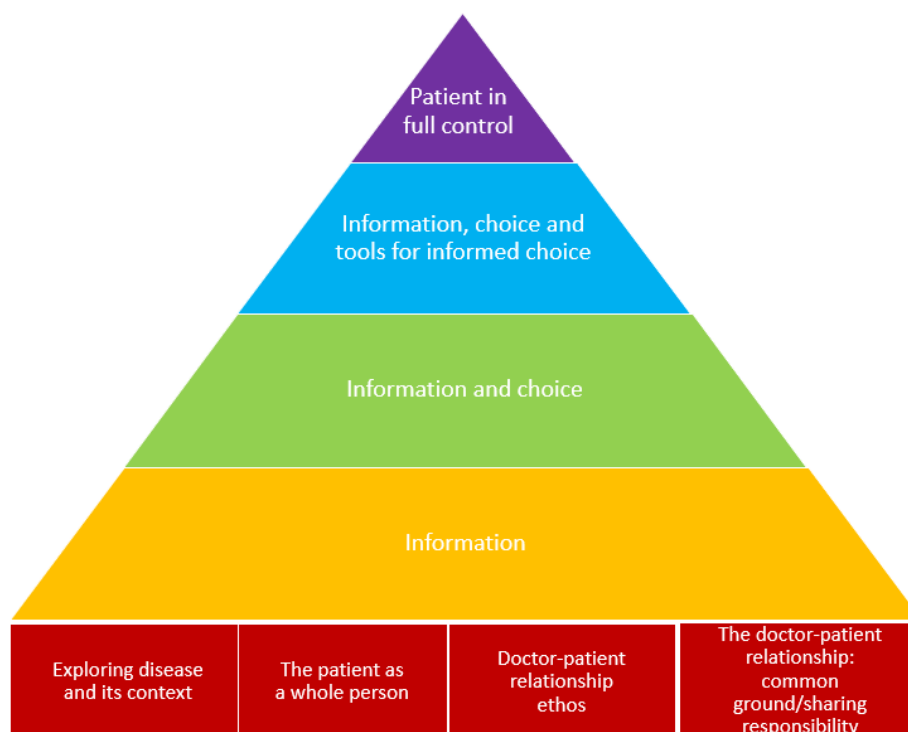 Patient in
full control
Information, choice and
tools for informed choice
Information and choice
Information
Exploring disease
and its context
The patient as
a whole person
Doctor-patient
relationship
ethos
The doctor-patient
relationship:
common
ground/sharing
responsibility